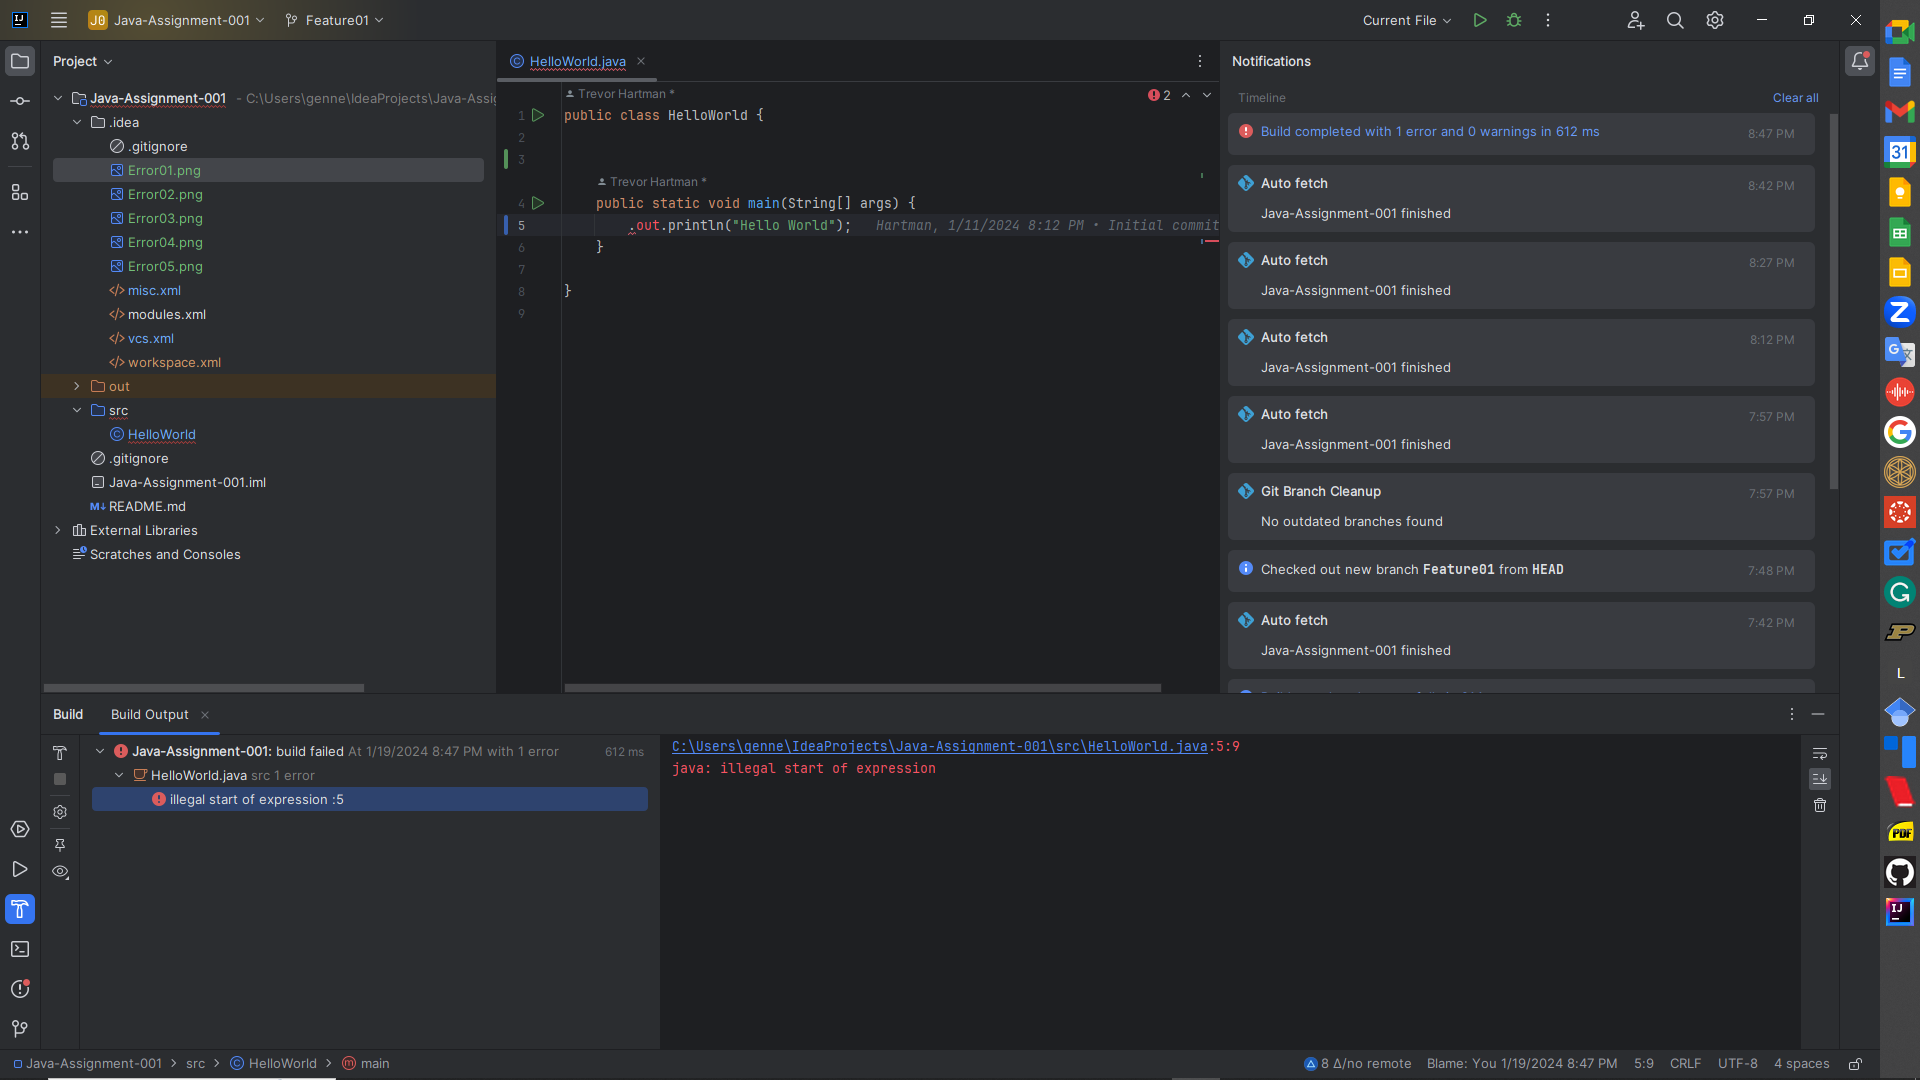 J0 Java-Assignment-001 Feature01 Current File
Project
Java-Assignment-001 - C:\Users\genne\IdeaProjects\Java-Assig
.idea
.gitignore
Error01.png
Error02.png
Error03.png
Error04.png
Error05.png
misc.xml
modules.xml
vcs.xml
workspace.xml
out
src
HelloWorld
.gitignore
Java-Assignment-001.iml
M↓ README.md
External Libraries
Scratches and Consoles
HelloWorld.java
2
Trevor Hartman *
1 public class HelloWorld {
2
3
Trevor Hartman *
4 public static void main(String[] args) {
5 .out.println("Hello World"); Hartman, 1/11/2024 8:12 PM • Initial commit
6 }
7
8 }
9
Notifications
Timeline Clear all
Build completed with 1 error and 0 warnings in 612 ms 8:47 PM
Auto fetch 8:42 PM
Java-Assignment-001 finished
Auto fetch 8:27 PM
Java-Assignment-001 finished
Auto fetch 8:12 PM
Java-Assignment-001 finished
Auto fetch 7:57 PM
Java-Assignment-001 finished
Git Branch Cleanup 7:57 PM
No outdated branches found
Checked out new branch Feature01 from HEAD 7:48 PM
Auto fetch 7:42 PM
Java-Assignment-001 finished
Build Build Output
Java-Assignment-001: build failed At 1/19/2024 8:47 PM with 1 error 612 ms
HelloWorld.java src 1 error
illegal start of expression :5
C:\Users\genne\IdeaProjects\Java-Assignment-001\src\HelloWorld.java:5:9
java: illegal start of expression
Java-Assignment-001 > src > HelloWorld > main
8 Δ/no remote Blame: You 1/19/2024 8:47 PM 5:9 CRLF UTF-8 4 spaces
31
Z
G
L
PDF
IJ